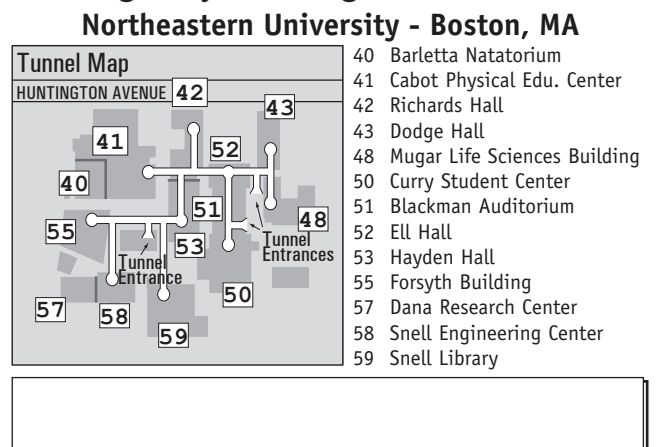 Northeastern University - Boston, MA
Tunnel Map
HUNTINGTON AVENUE 42
43
41
52
40
51
48
55
53
Tunnel
Entrances
Tunnel
Entrance
50
57
58
59
40 Barletta Natatorium
41 Cabot Physical Edu. Center
42 Richards Hall
43 Dodge Hall
48 Mugar Life Sciences Building
50 Curry Student Center
51 Blackman Auditorium
52 Ell Hall
53 Hayden Hall
55 Forsyth Building
57 Dana Research Center
58 Snell Engineering Center
59 Snell Library